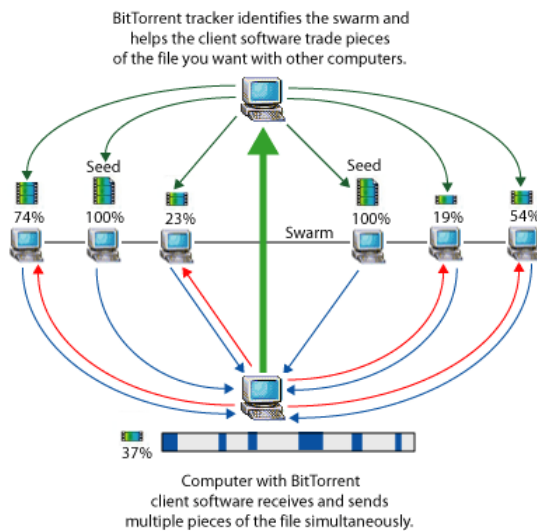 BitTorrent tracker identifies the swarm and
helps the client software trade pieces
of the file you want with other computers.
Seed
Seed
74%
100%
23%
100%
19%
54%
Swarm
37%
Computer with BitTorrent
client software receives and sends
multiple pieces of the file simultaneously.